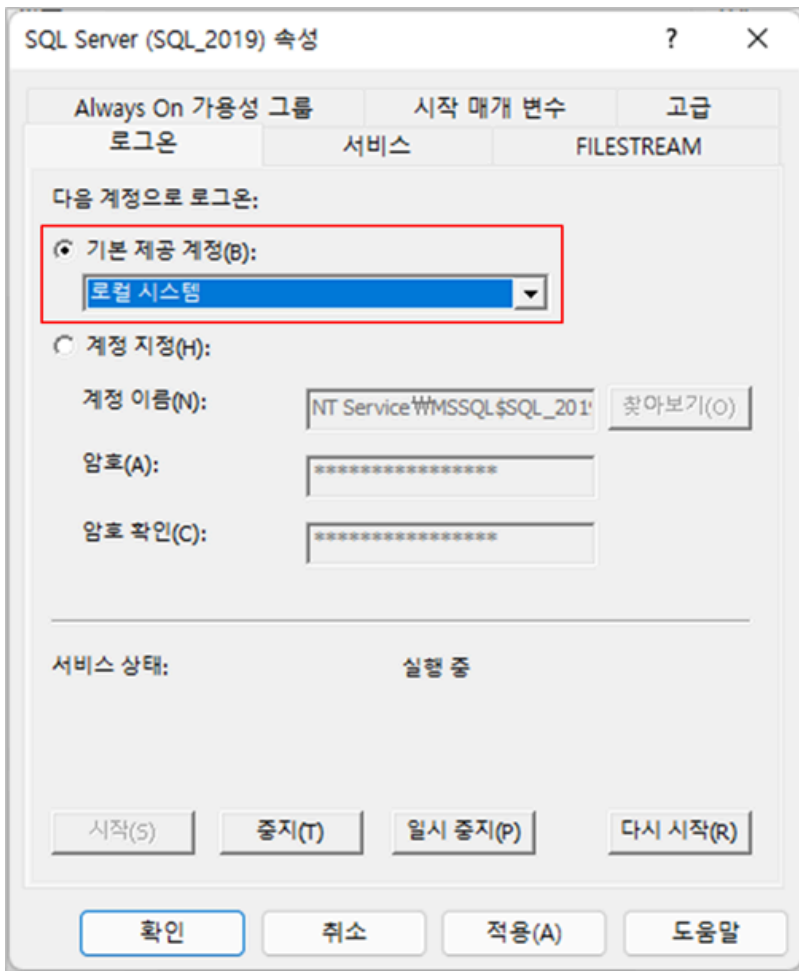 SQL Server (SQL_2019) 속성
Always On 가용성 그룹 시작 매개 변수 고급
로그온 서비스 FILESTREAM
다음 계정으로 로그온:
기본 제공 계정(B):
로컬 시스템
계정 지정(H):
계정 이름(N): NT Service₩MSSQL$SQL_201 찾아보기(O)
암호(A): ****************
암호 확인(C): ****************
서비스 상태: 실행 중
시작(S) 중지(T) 일시 중지(P) 다시 시작(R)
확인 취소 적용(A) 도움말